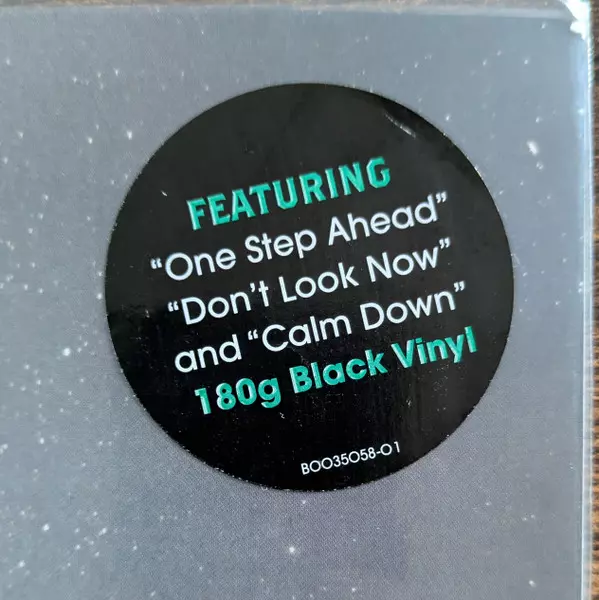 FEATURING
“One Step Ahead”
“Don't Look Now”
and “Calm Down”
180g Black Vinyl
B0035058-01